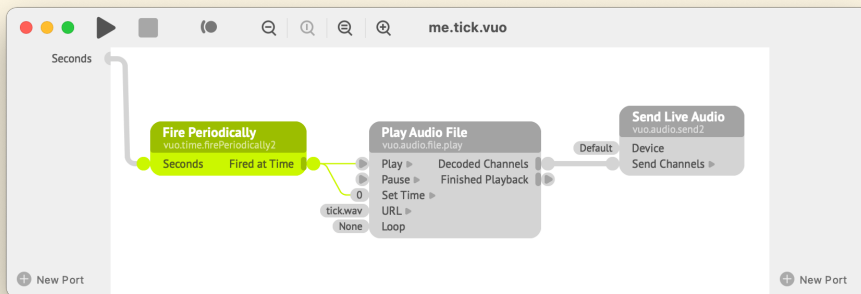 me.tick.vuo
Seconds
Fire Periodically
vuo.time.firePeriodically2
Seconds Fired at Time
Play Audio File
vuo.audio.file.play
Play Decoded Channels
Pause Finished Playback
0 Set Time
tick.wav URL
None Loop
Send Live Audio
vuo.audio.send2
Default Device
Send Channels
New Port
New Port